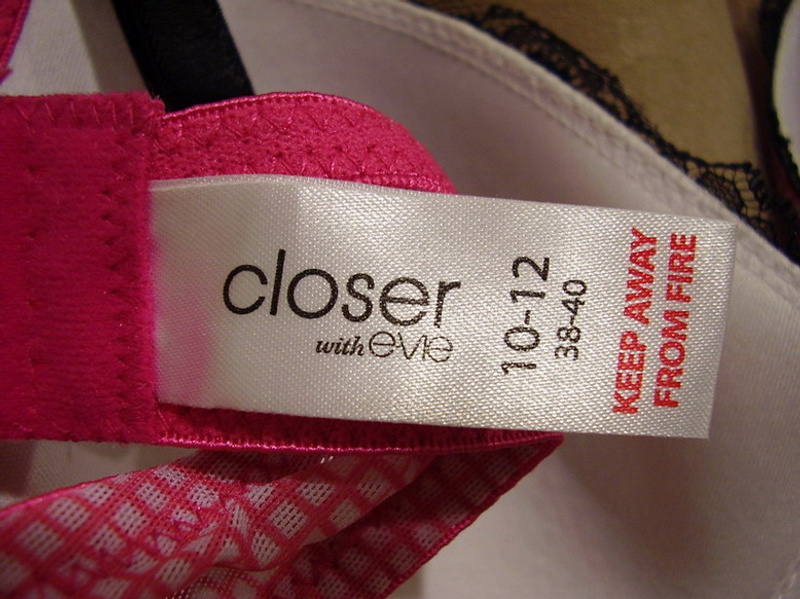 closer
with evie
10-12
38-40
KEEP AWAY
FROM FIRE